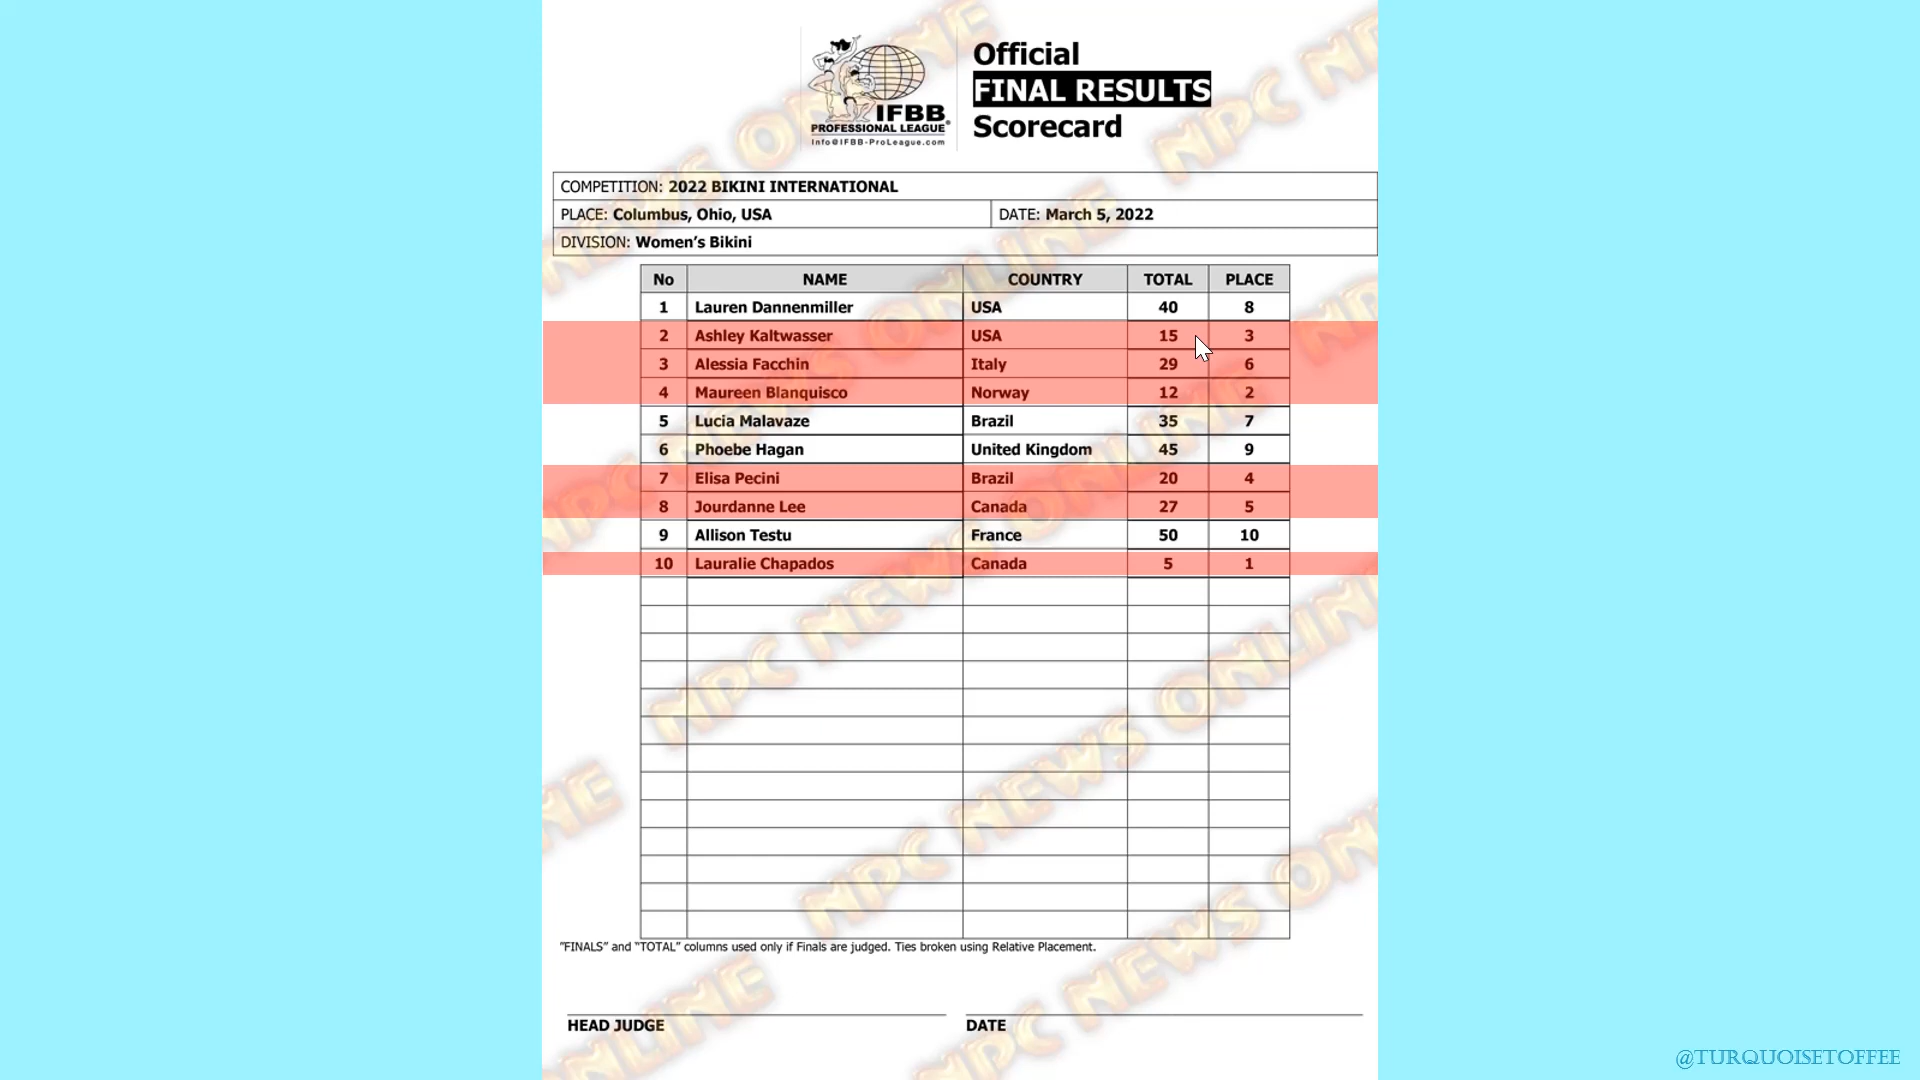 IFBB
PROFESSIONAL LEAGUE®
Info@IFBB-ProLeague.com
Official
FINAL RESULTS
Scorecard
COMPETITION: 2022 BIKINI INTERNATIONAL
PLACE: Columbus, Ohio, USA DATE: March 5, 2022
DIVISION: Women's Bikini
No NAME COUNTRY TOTAL PLACE
1 Lauren Dannenmiller USA 40 8
2 Ashley Kaltwasser USA 15 3
3 Alessia Facchin Italy 29 6
4 Maureen Blanquisco Norway 12 2
5 Lucia Malavaze Brazil 35 7
6 Phoebe Hagan United Kingdom 45 9
7 Elisa Pecini Brazil 20 4
8 Jourdanne Lee Canada 27 5
9 Allison Testu France 50 10
10 Lauralie Chapados Canada 5 1
"FINALS" and "TOTAL" columns used only if Finals are judged. Ties broken using Relative Placement.
HEAD JUDGE DATE
NPC NEWS ONLINE
@TURQUOISETOFFEE